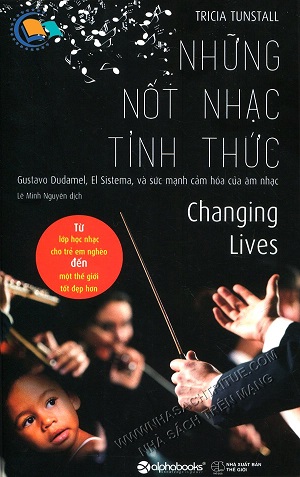 TRICIA TUNSTALL
NHỮNG
NỐT NHẠC
TỈNH THỨC
Gustavo Dudamel, El Sistema, và sức mạnh cảm hóa của âm nhạc
Lê Minh Nguyên dịch
Changing
Lives
Từ
lớp học nhạc
cho trẻ em nghèo
đến
một thế giới
tốt đẹp hơn
WWW.NHASACHTRITUE.COM
NHÀ SÁCH TRÊN MẠNG
alphabooks
NHÀ XUẤT BẢN
THẾ GIỚI